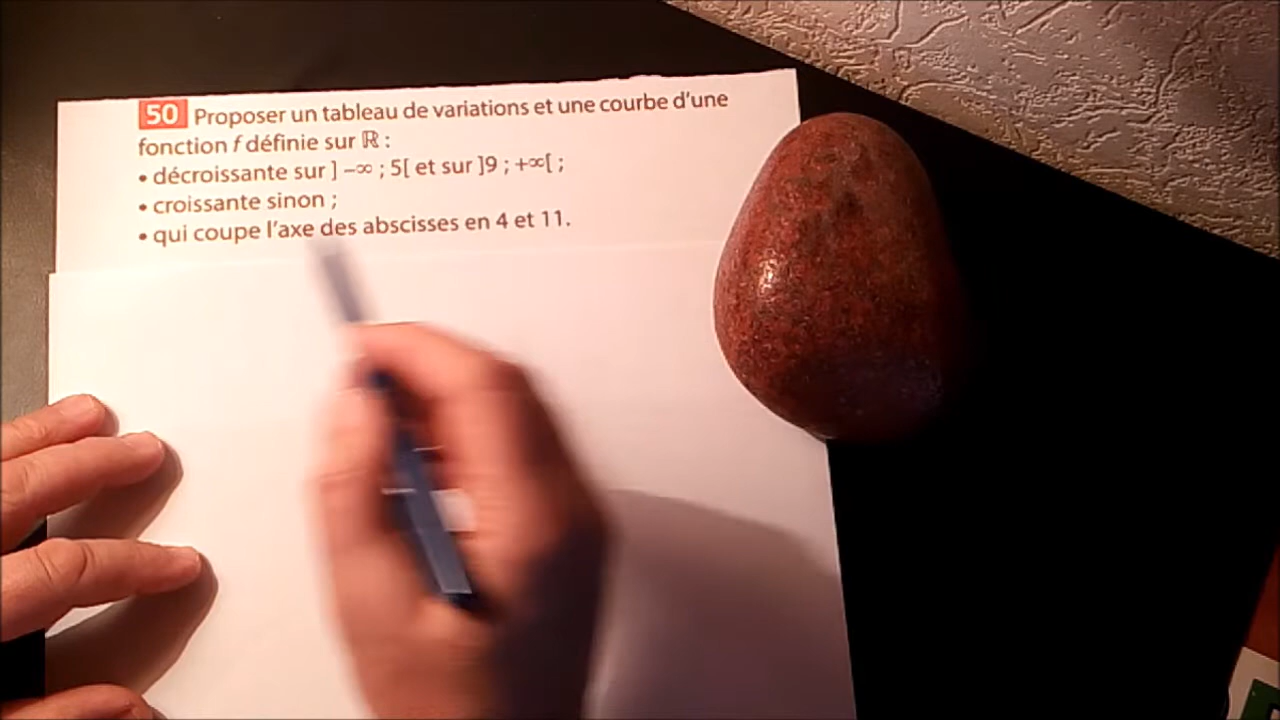 50 Proposer un tableau de variations et une courbe d'une
fonction f définie sur ℝ :
• décroissante sur ] −∞ ; 5[ et sur ]9 ; +∞[ ;
• croissante sinon ;
• qui coupe l'axe des abscisses en 4 et 11.